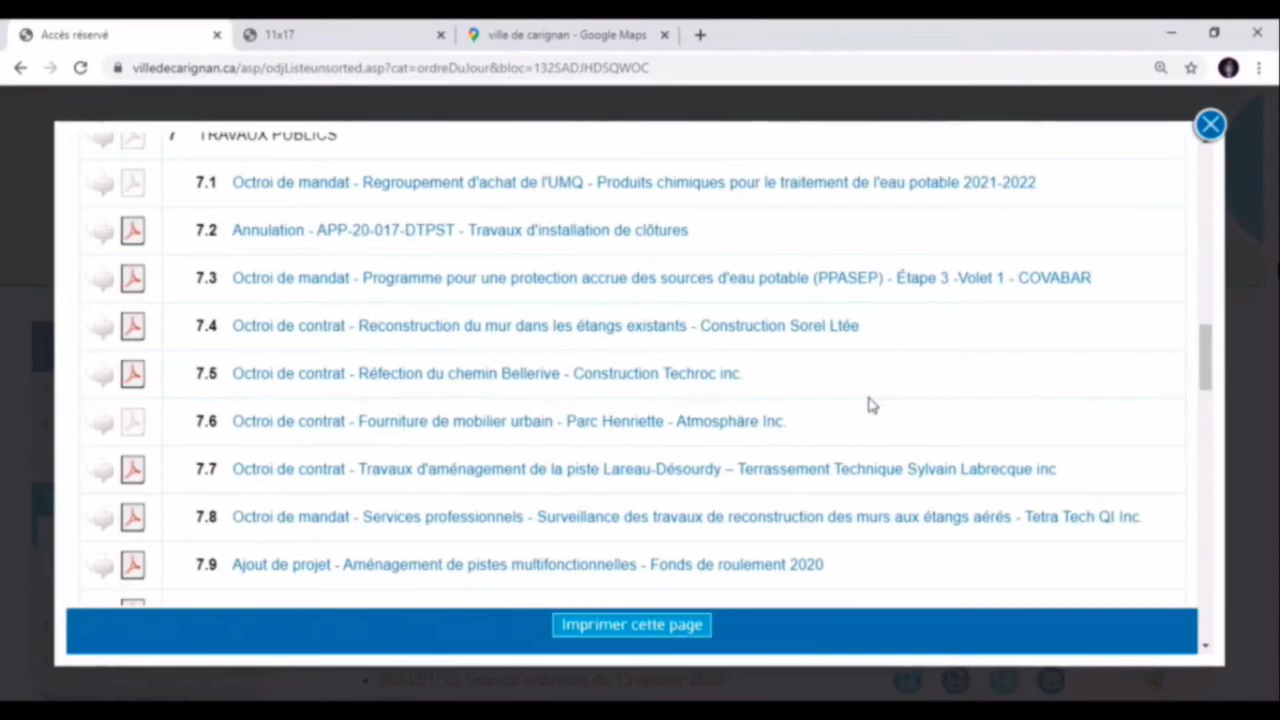 Accès réservé
11x17
ville de carignan - Google Maps
villedecarignan.ca/asp/odjListeunsorted.asp?cat=ordreDuJour&bloc=132SADJHDSQWOC
7 TRAVAUX PUBLICS
7.1 Octroi de mandat - Regroupement d'achat de l'UMQ - Produits chimiques pour le traitement de l'eau potable 2021-2022
7.2 Annulation - APP-20-017-DTPST - Travaux d'installation de clôtures
7.3 Octroi de mandat - Programme pour une protection accrue des sources d'eau potable (PPASEP) - Étape 3 -Volet 1 - COVABAR
7.4 Octroi de contrat - Reconstruction du mur dans les étangs existants - Construction Sorel Ltée
7.5 Octroi de contrat - Réfection du chemin Bellerive - Construction Techroc inc.
7.6 Octroi de contrat - Fourniture de mobilier urbain - Parc Henriette - Atmosphäre Inc.
7.7 Octroi de contrat - Travaux d'aménagement de la piste Lareau-Désourdy – Terrassement Technique Sylvain Labrecque inc
7.8 Octroi de mandat - Services professionnels - Surveillance des travaux de reconstruction des murs aux étangs aérés - Tetra Tech QI Inc.
7.9 Ajout de projet - Aménagement de pistes multifonctionnelles - Fonds de roulement 2020
Imprimer cette page